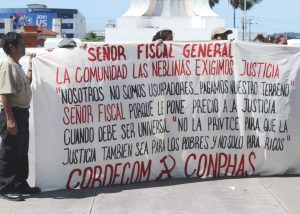 SEÑOR FISCAL GENERAL
LA COMUNIDAD LAS NEBLINAS EXIGIMOS JUSTICIA
"NOSOTROS NO SOMOS USURPADORES", PAGAMOS NUESTRO TERRENO"
SEÑOR FISCAL PORQUE LE PONE PRECIO A LA JUSTICIA
CUANDO DEBE SER UNIVERSAL "NO LA PRIVTCE PARA QUE LA
JUSTICIA TAMBIEN SEA PARA LOS POBRES Y NO SOLO PARA RICOS"
CORDECOM CONPHAS